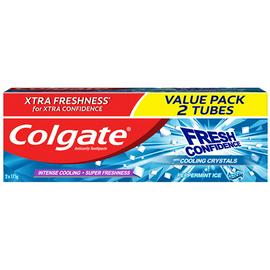 XTRA FRESHNESS*
for XTRA CONFIDENCE
VALUE PACK
2 TUBES
Colgate®
Anticavity Toothpaste
FRESH
CONFIDENCE
with COOLING CRYSTALS
PEPPERMINT ICE
INTENSE COOLING • SUPER FRESHNESS